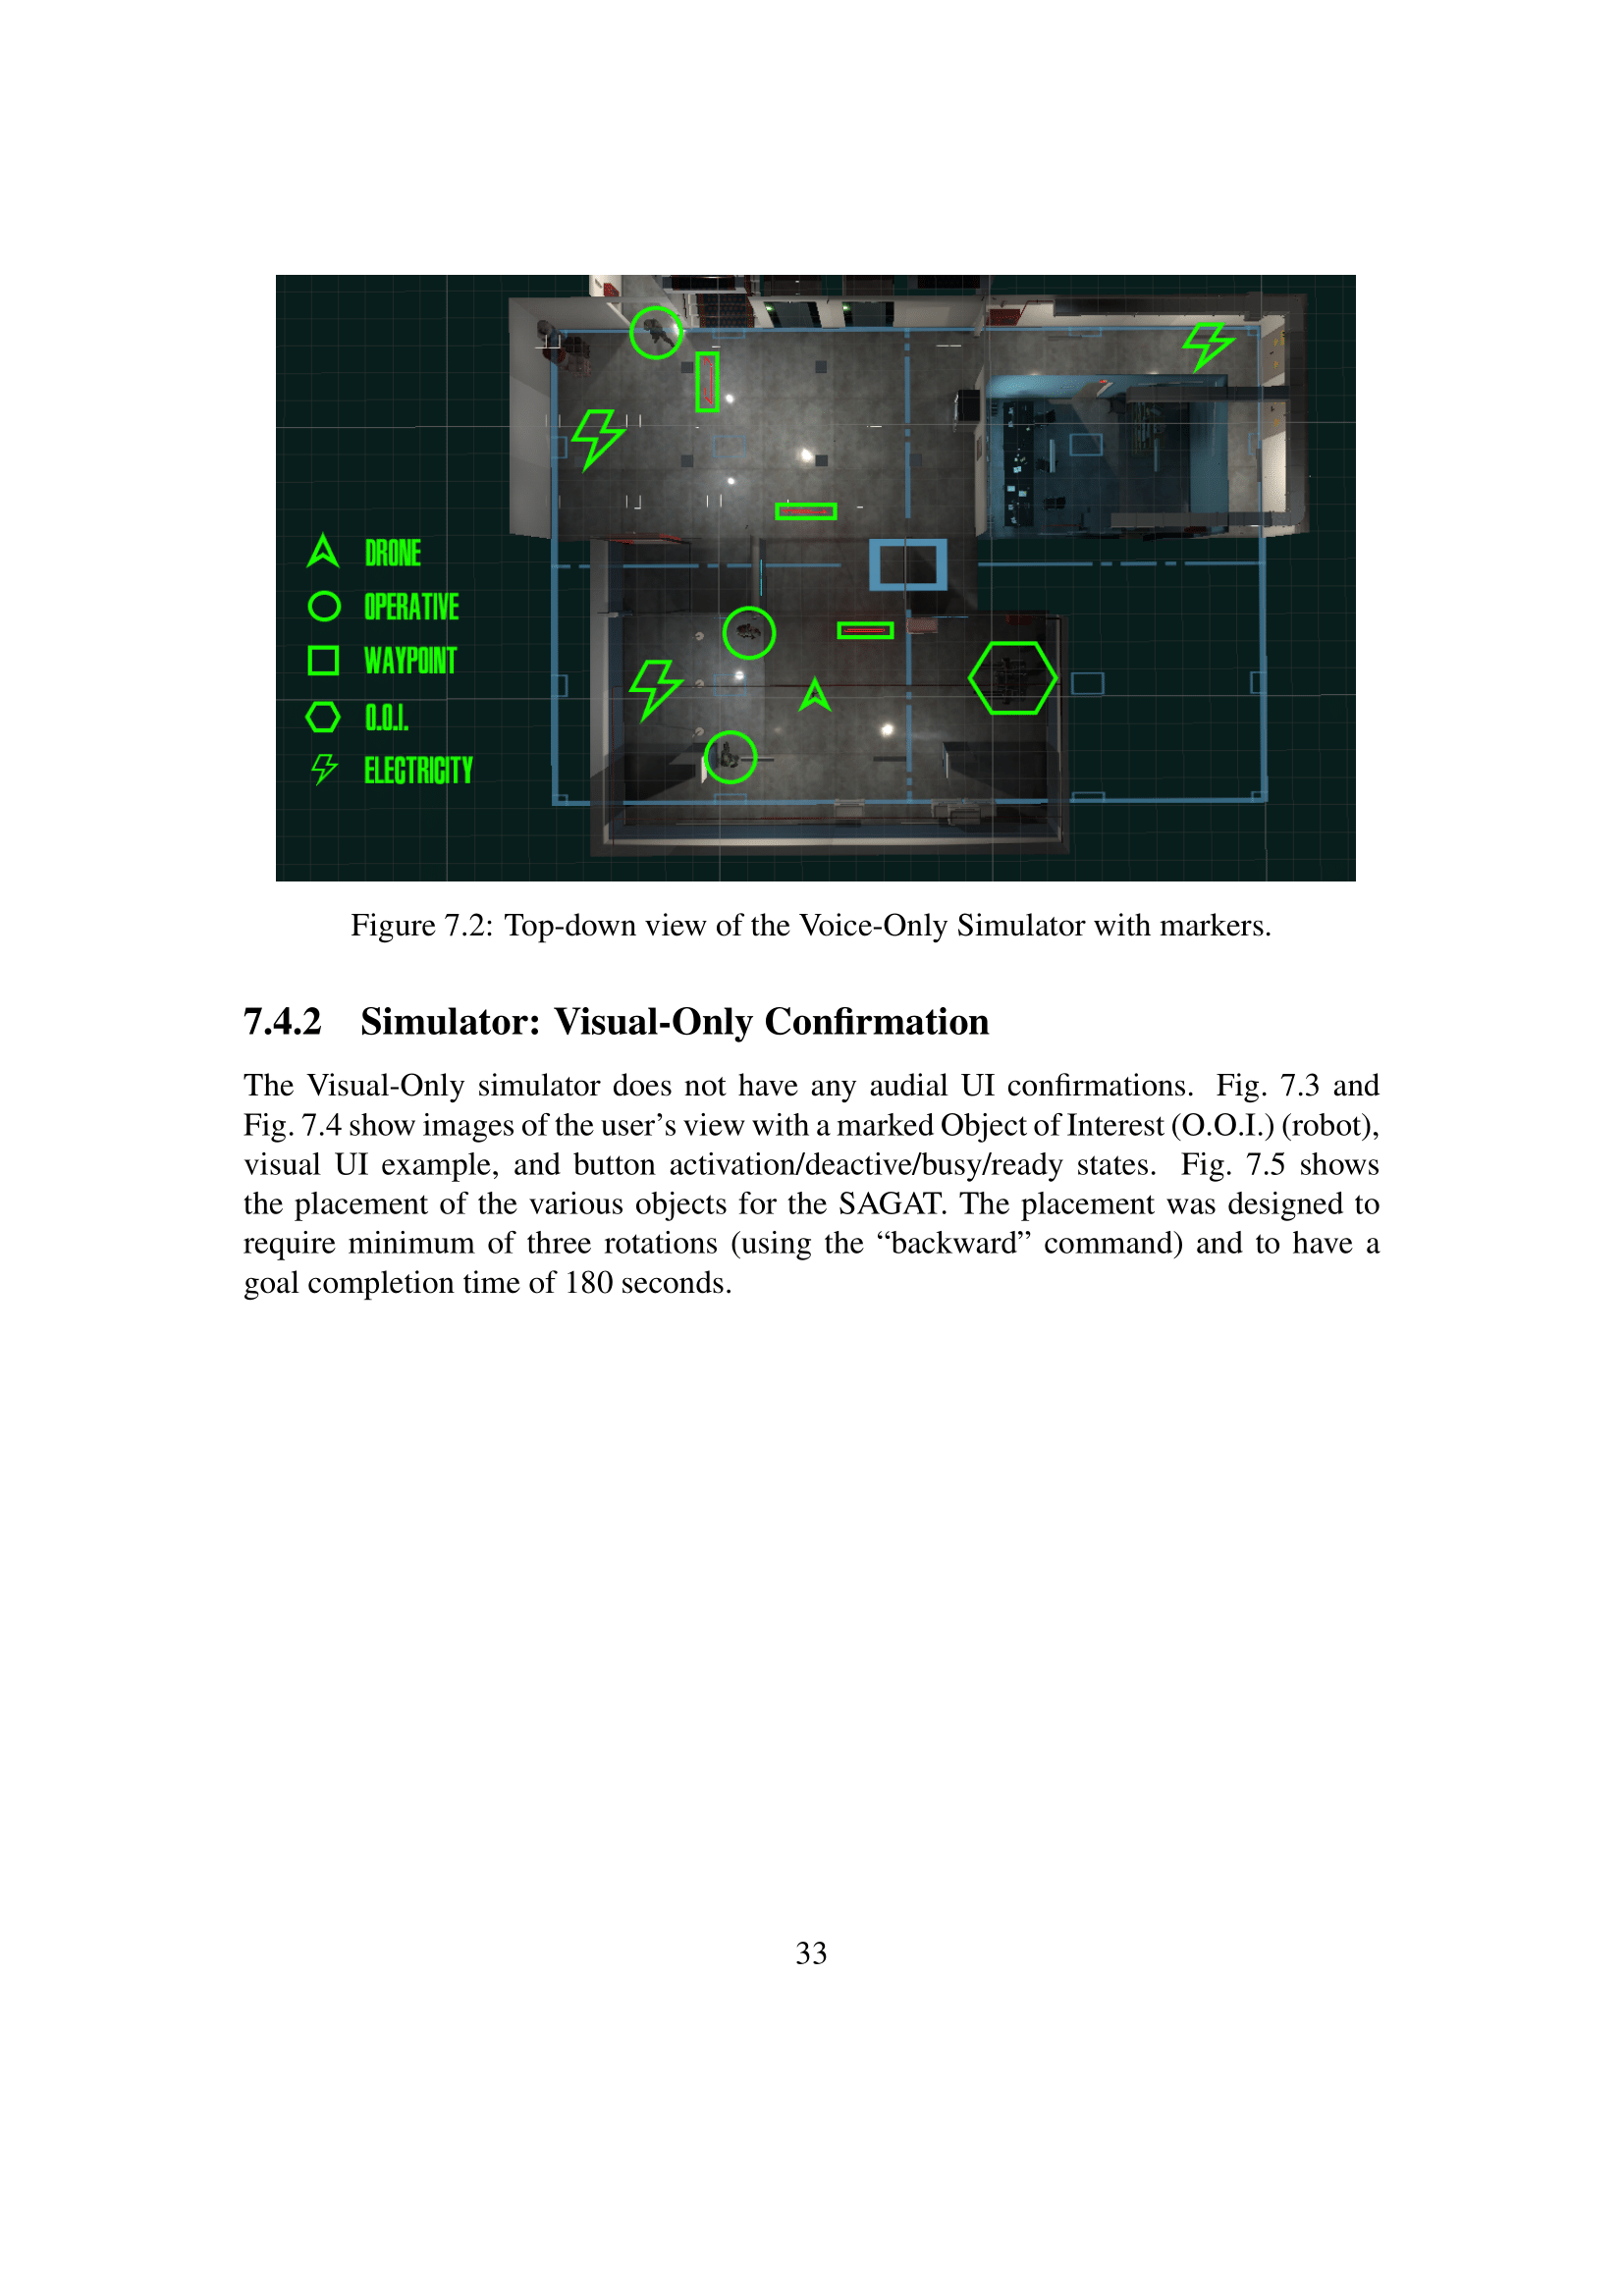 DRONE
OPERATIVE
WAYPOINT
O.O.I.
ELECTRICITY
Figure 7.2: Top-down view of the Voice-Only Simulator with markers.
7.4.2 Simulator: Visual-Only Confirmation
The Visual-Only simulator does not have any audial UI confirmations. Fig. 7.3 and
Fig. 7.4 show images of the user’s view with a marked Object of Interest (O.O.I.) (robot),
visual UI example, and button activation/deactive/busy/ready states. Fig. 7.5 shows
the placement of the various objects for the SAGAT. The placement was designed to
require minimum of three rotations (using the “backward” command) and to have a
goal completion time of 180 seconds.
33